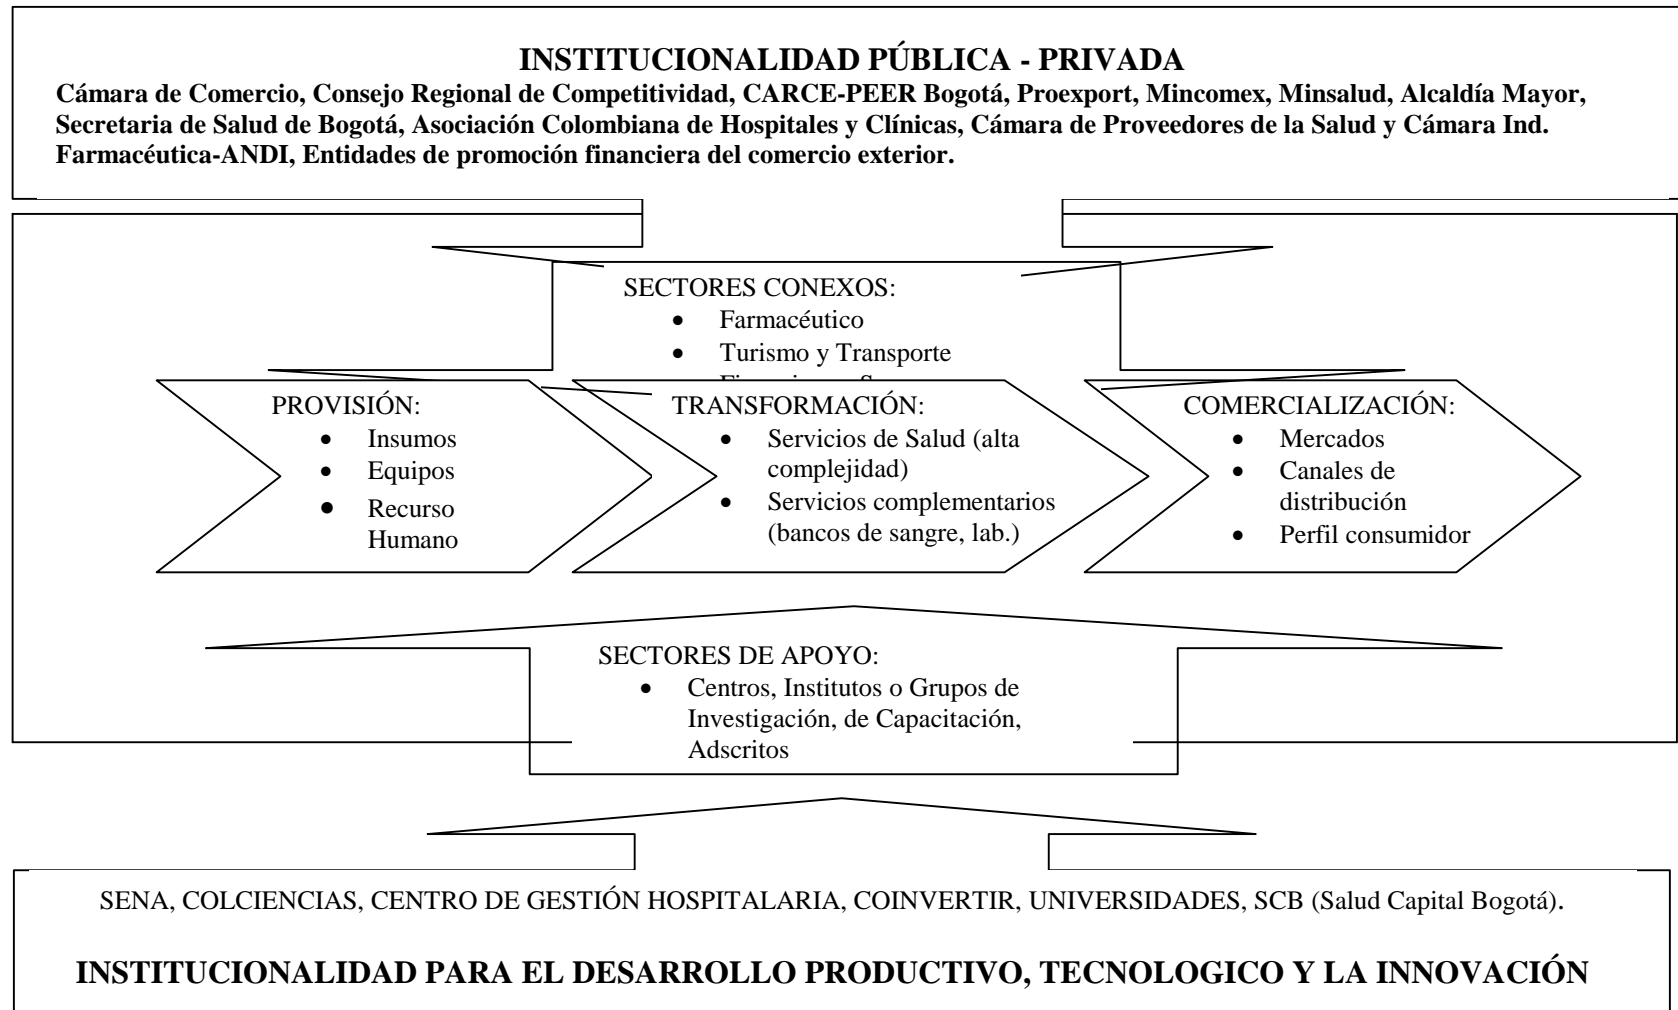 INSTITUCIONALIDAD PÚBLICA - PRIVADA
Cámara de Comercio, Consejo Regional de Competitividad, CARCE-PEER Bogotá, Proexport, Mincomex, Minsalud, Alcaldía Mayor,
Secretaria de Salud de Bogotá, Asociación Colombiana de Hospitales y Clínicas, Cámara de Proveedores de la Salud y Cámara Ind.
Farmacéutica-ANDI, Entidades de promoción financiera del comercio exterior.
SECTORES CONEXOS:
• Farmacéutico
• Turismo y Transporte
PROVISIÓN:
• Insumos
• Equipos
• Recurso
Humano
TRANSFORMACIÓN:
• Servicios de Salud (alta
complejidad)
• Servicios complementarios
(bancos de sangre, lab.)
COMERCIALIZACIÓN:
• Mercados
• Canales de
distribución
• Perfil consumidor
SECTORES DE APOYO:
• Centros, Institutos o Grupos de
Investigación, de Capacitación,
Adscritos
SENA, COLCIENCIAS, CENTRO DE GESTIÓN HOSPITALARIA, COINVERTIR, UNIVERSIDADES, SCB (Salud Capital Bogotá).
INSTITUCIONALIDAD PARA EL DESARROLLO PRODUCTIVO, TECNOLOGICO Y LA INNOVACIÓN